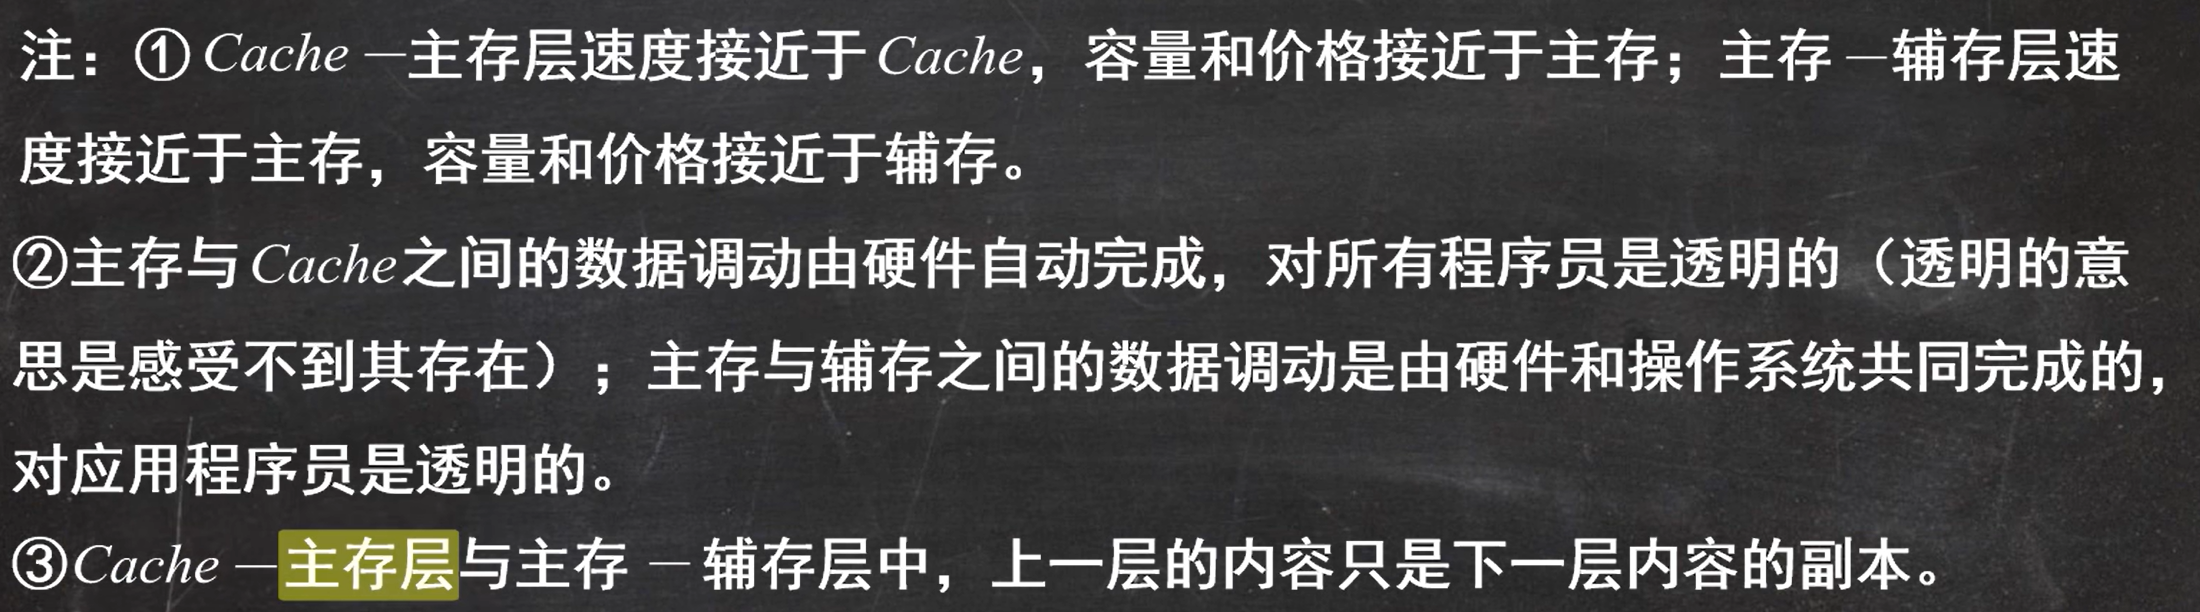 注：①Cache－主存层速度接近于Cache，容量和价格接近于主存；主存－辅存层速
度接近于主存，容量和价格接近于辅存。
②主存与Cache之间的数据调动由硬件自动完成，对所有程序员是透明的（透明的意
思是感受不到其存在）；主存与辅存之间的数据调动是由硬件和操作系统共同完成的，
对应用程序员是透明的。
③Cache－主存层与主存－辅存层中，上一层的内容只是下一层内容的副本。